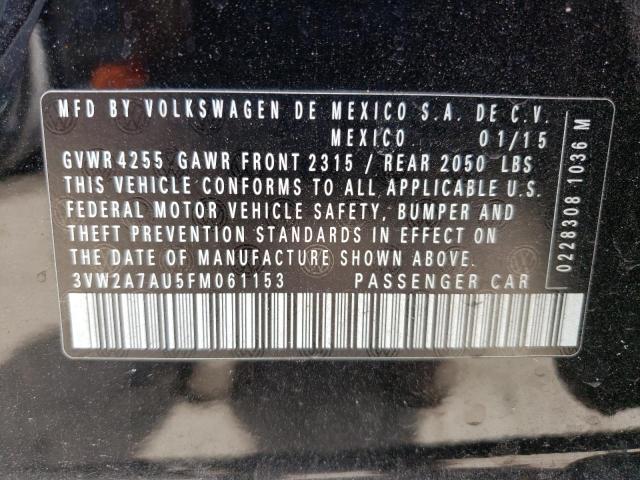 MFD BY VOLKSWAGEN DE MEXICO S.A. DE C.V.
MEXICO 01/15
GVWR 4255 GAWR FRONT 2315 / REAR 2050 LBS
THIS VEHICLE CONFORMS TO ALL APPLICABLE U.S.
FEDERAL MOTOR VEHICLE SAFETY, BUMPER AND
THEFT PREVENTION STANDARDS IN EFFECT ON
THE DATE OF MANUFACTURE SHOWN ABOVE.
3VW2A7AU5FM061153 PASSENGER CAR
0228308 1036 M